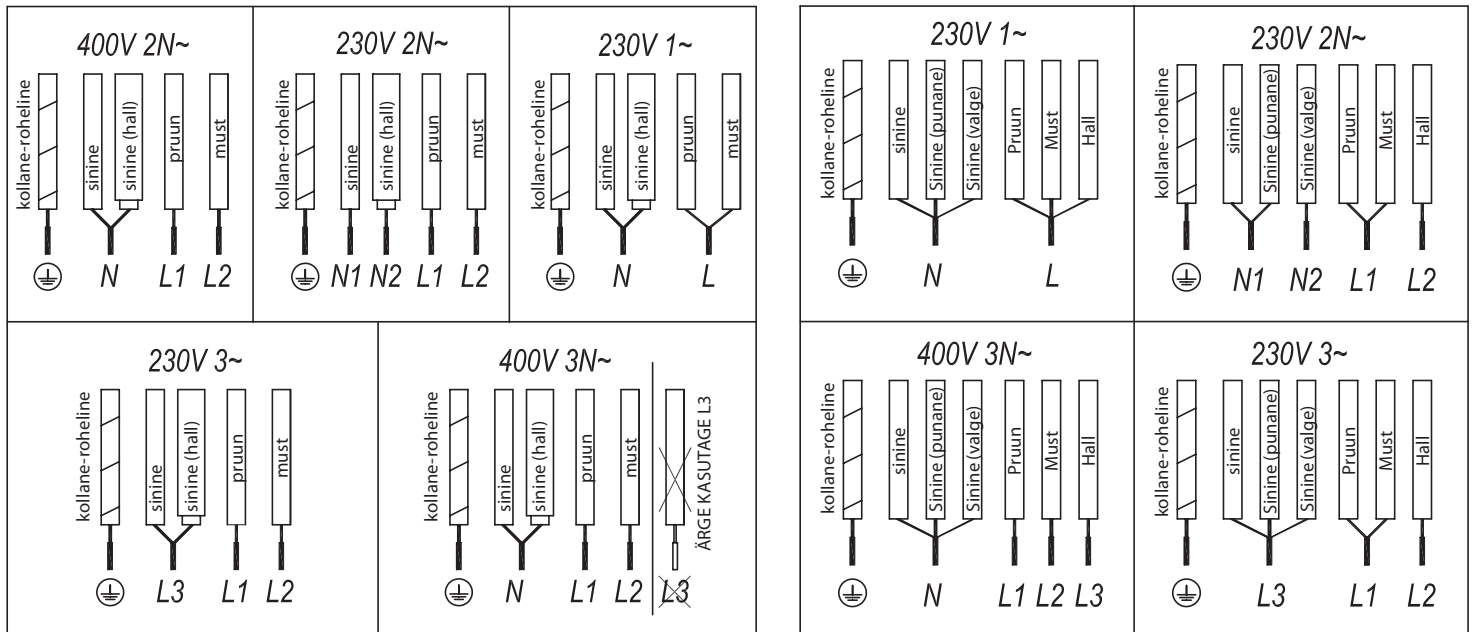 400V 2N~
kollane-roheline
sinine
sinine (hall)
pruun
must
N L1 L2
230V 2N~
kollane-roheline
sinine
sinine (hall)
pruun
must
N1 N2 L1 L2
230V 1~
kollane-roheline
sinine
sinine (hall)
pruun
must
N L
230V 3~
kollane-roheline
sinine
sinine (hall)
pruun
must
L3 L1 L2
400V 3N~
kollane-roheline
sinine
sinine (hall)
pruun
must
ÄRGE KASUTAGE L3
N L1 L2 L3
230V 1~
kollane-roheline
sinine
Sinine (punane)
Sinine (valge)
Pruun
Must
Hall
N L
230V 2N~
kollane-roheline
sinine
Sinine (punane)
Sinine (valge)
Pruun
Must
Hall
N1 N2 L1 L2
400V 3N~
kollane-roheline
sinine
Sinine (punane)
Sinine (valge)
Pruun
Must
Hall
N L1 L2 L3
230V 3~
kollane-roheline
sinine
Sinine (punane)
Sinine (valge)
Pruun
Must
Hall
L3 L1 L2